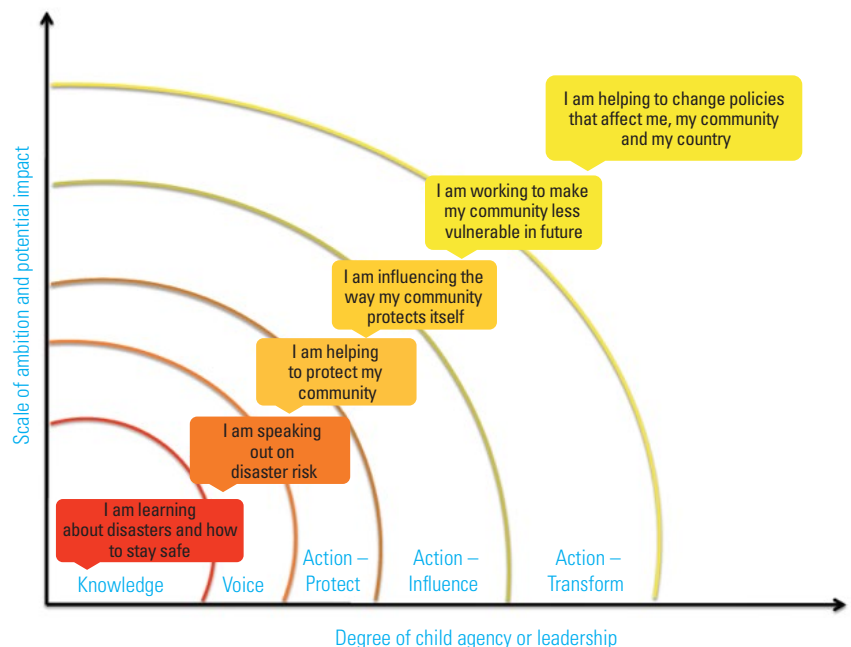 Scale of ambition and potential impact
I am helping to change policies
that affect me, my community
and my country
I am working to make
my community less
vulnerable in future
I am influencing the
way my community
protects itself
I am helping
to protect my
community
I am speaking
out on
disaster risk
I am learning
about disasters and how
to stay safe
Knowledge
Voice
Action –
Protect
Action –
Influence
Action –
Transform
Degree of child agency or leadership